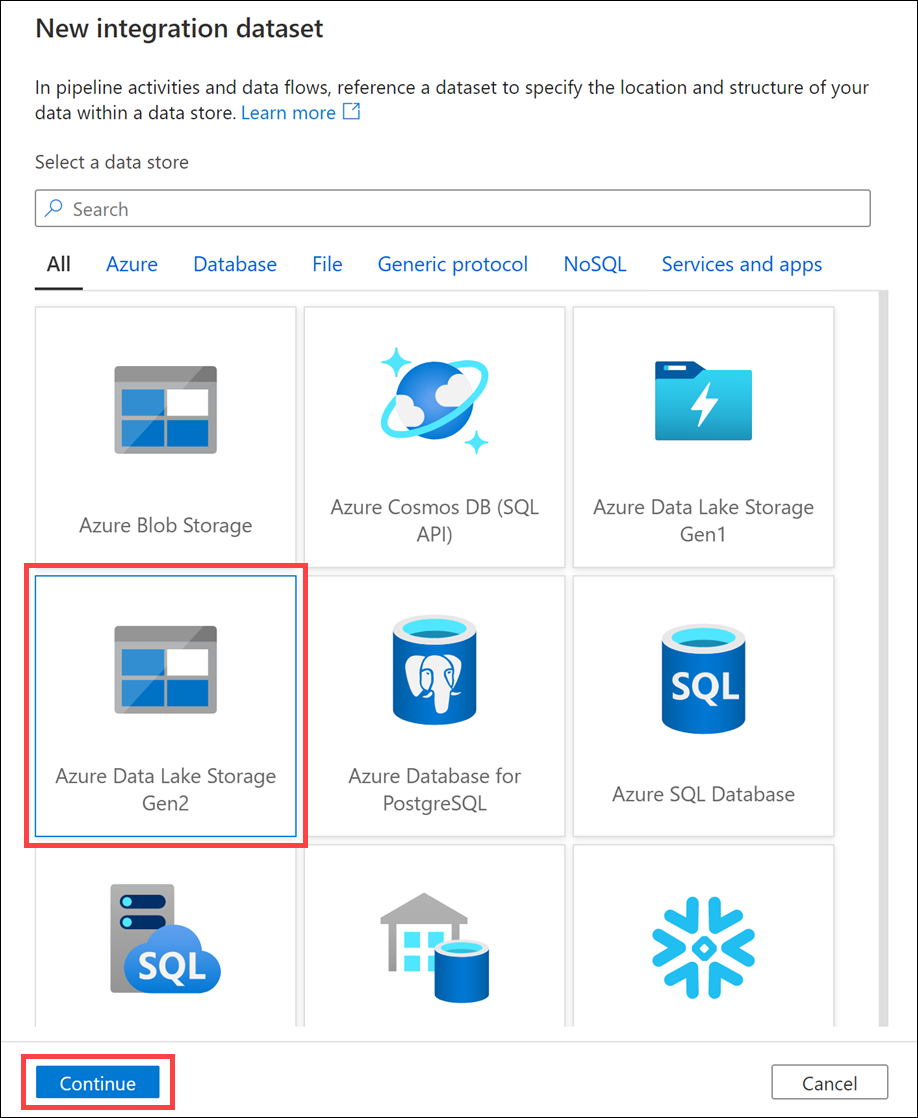 New integration dataset
In pipeline activities and data flows, reference a dataset to specify the location and structure of your
data within a data store. Learn more
Select a data store
Search
All Azure Database File Generic protocol NoSQL Services and apps
Azure Blob Storage
Azure Cosmos DB (SQL
API)
Azure Data Lake Storage
Gen1
Azure Data Lake Storage
Gen2
Azure Database for
PostgreSQL
SQL
Azure SQL Database
SQL
Continue
Cancel